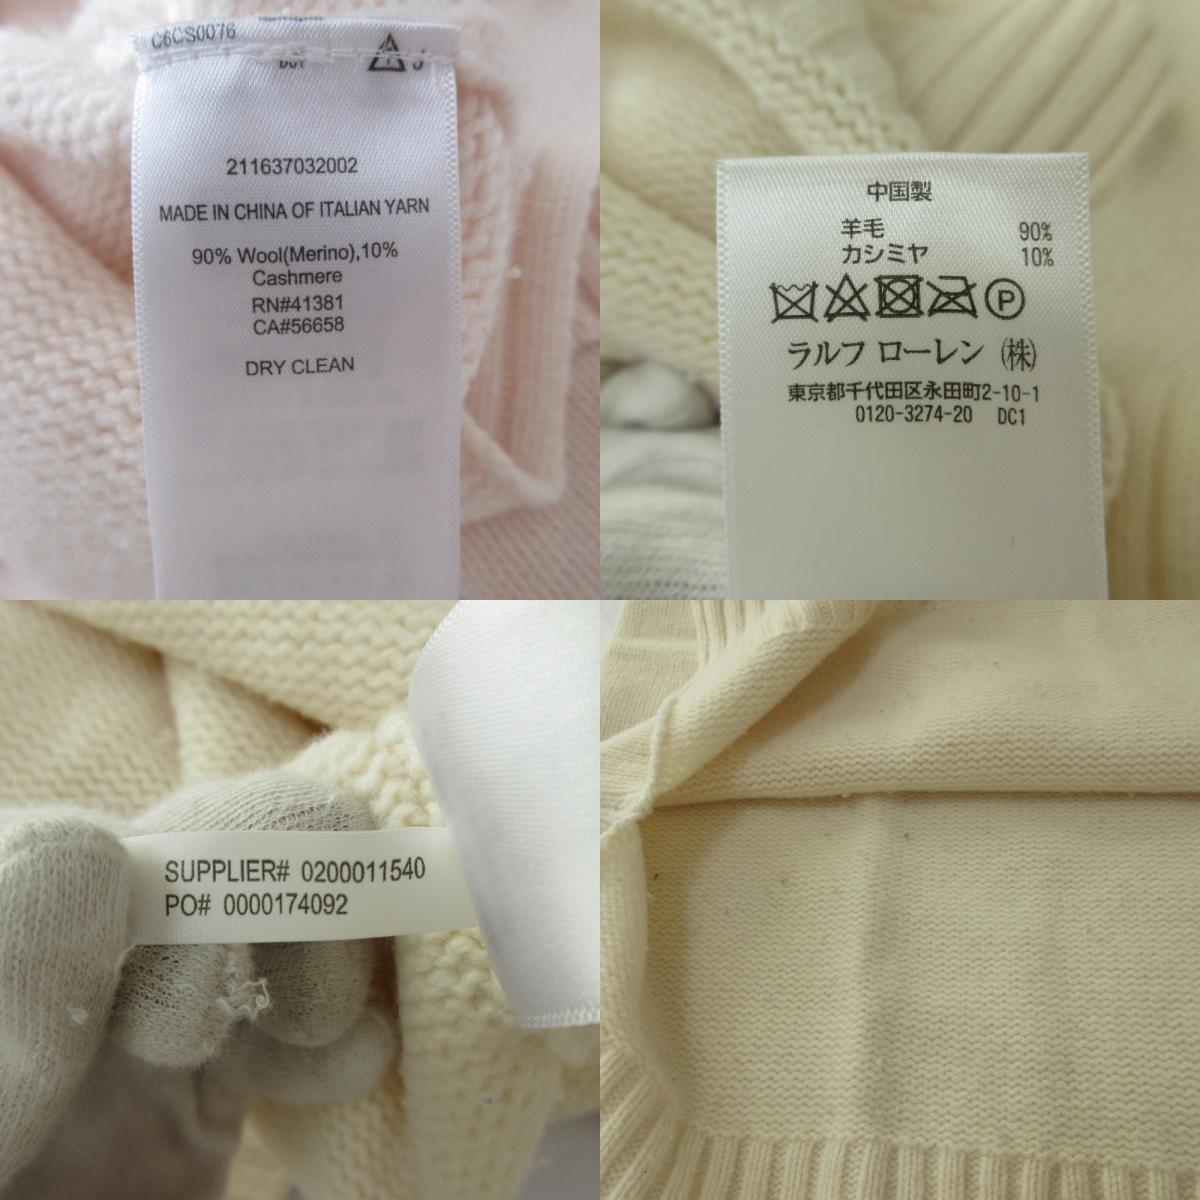 C6CS0076
DC1
J
211637032002
MADE IN CHINA OF ITALIAN YARN
90% Wool(Merino),10%
Cashmere
RN#41381
CA#56658
DRY CLEAN
中国製
羊毛 90%
カシミヤ 10%
P
ラルフ ローレン (株)
東京都千代田区永田町2-10-1
0120-3274-20 DC1
SUPPLIER# 0200011540
PO# 0000174092